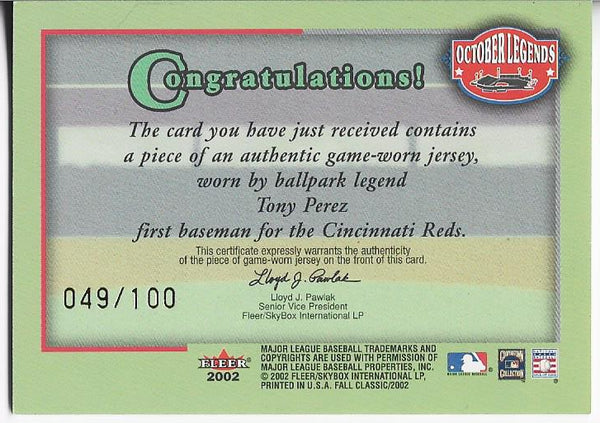 OCTOBER LEGENDS
Congratulations!
The card you have just received contains
a piece of an authentic game-worn jersey,
worn by ballpark legend
Tony Perez
first baseman for the Cincinnati Reds.
This certificate expressly warrants the authenticity
of the piece of game-worn jersey on the front of this card.
Lloyd J. Pawlak
Lloyd J. Pawlak
Senior Vice President
Fleer/SkyBox International LP
049/100
FLEER
2002
MAJOR LEAGUE BASEBALL TRADEMARKS AND
COPYRIGHTS ARE USED WITH PERMISSION OF
MAJOR LEAGUE BASEBALL PROPERTIES, INC.
© 2002 FLEER/SKYBOX INTERNATIONAL LP,
PRINTED IN U.S.A. FALL CLASSIC/2002